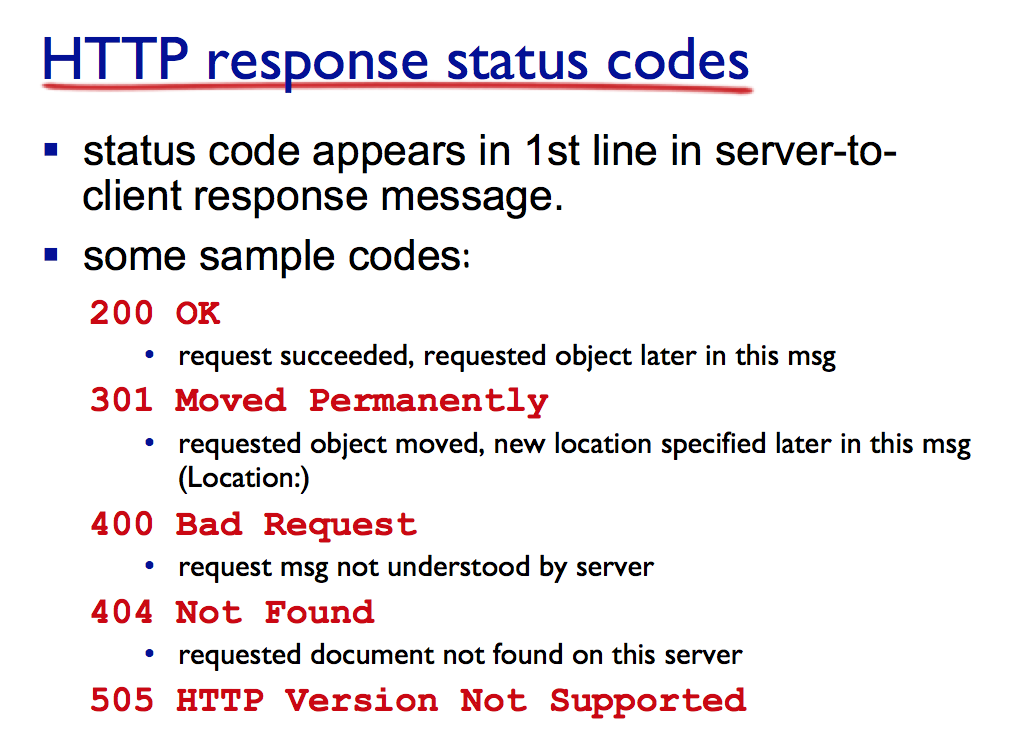 HTTP response status codes
▪ status code appears in 1st line in server-to-
client response message.
▪ some sample codes:
200 OK
• request succeeded, requested object later in this msg
301 Moved Permanently
• requested object moved, new location specified later in this msg
(Location:)
400 Bad Request
• request msg not understood by server
404 Not Found
• requested document not found on this server
505 HTTP Version Not Supported